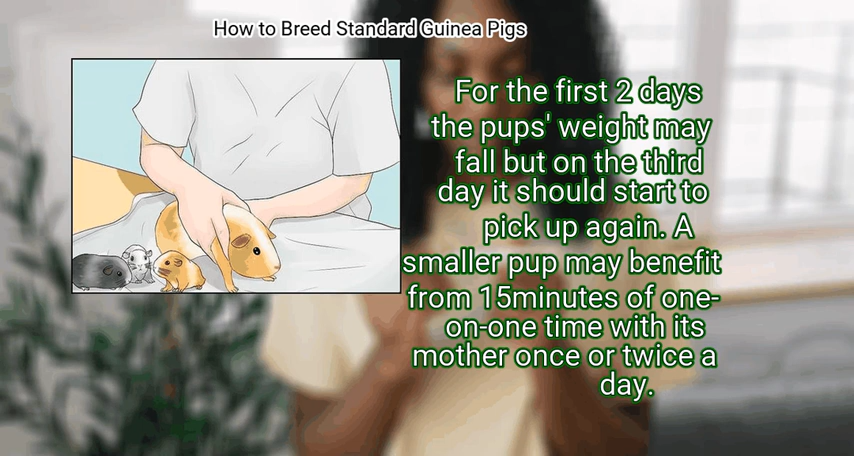 How to Breed Standard Guinea Pigs
For the first 2 days
the pups' weight may
fall but on the third
day it should start to
pick up again. A
smaller pup may benefit
from 15minutes of one-
on-one time with its
mother once or twice a
day.